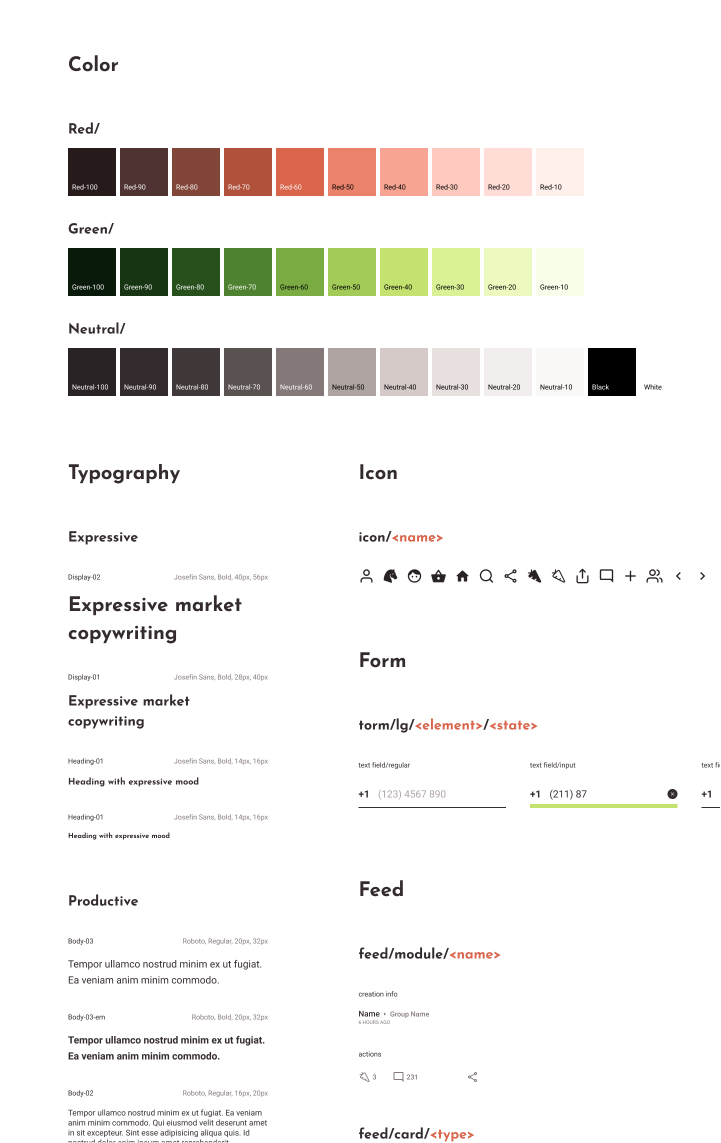 Color
Red/
Red-100
Red-90
Red-80
Red-70
Red-60
Red-50
Red-40
Red-30
Red-20
Red-10
Green/
Green-100
Green-90
Green-80
Green-70
Green-60
Green-50
Green-40
Green-30
Green-20
Green-10
Neutral/
Neutral-100
Neutral-90
Neutral-80
Neutral-70
Neutral-60
Neutral-50
Neutral-40
Neutral-30
Neutral-20
Neutral-10
Black
White
Typography
Expressive
Display-02 Josefin Sans, Bold, 40px, 56px
Expressive market
copywriting
Display-01 Josefin Sans, Bold, 28px, 40px
Expressive market
copywriting
Heading-01 Josefin Sans, Bold, 14px, 16px
Heading with expressive mood
Heading-01 Josefin Sans, Bold, 14px, 16px
Heading with expressive mood
Productive
Body-03 Roboto, Regular, 20px, 32px
Tempor ullamco nostrud minim ex ut fugiat.
Ea veniam anim minim commodo.
Body-03-em Roboto, Bold, 20px, 32px
Tempor ullamco nostrud minim ex ut fugiat.
Ea veniam anim minim commodo.
Body-02 Roboto, Regular, 16px, 20px
Tempor ullamco nostrud minim ex ut fugiat. Ea veniam
anim minim commodo. Qui eiusmod velit deserunt amet
in sit excepteur. Sint esse adipisicing aliqua quis. Id
nostrud dolor anim ipsum amet reprehenderit
Icon
icon/<name>
Form
torm/lg/<element>/<state>
text field/regular
+1 (123) 4567 890
text field/input
+1 (211) 87
text fi
+1
Feed
feed/module/<name>
creation info
Name • Group Name
6 HOURS AGO
actions
3
231
feed/card/<type>